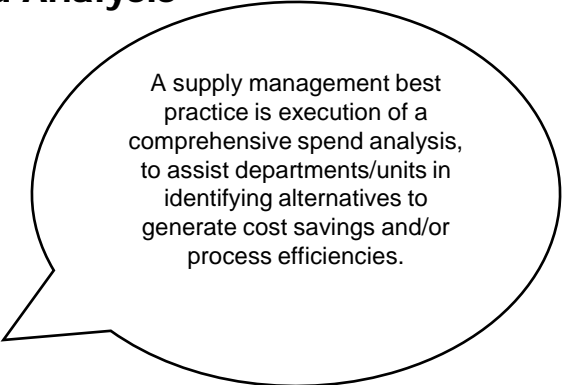 Analysis
A supply management best
practice is execution of a
comprehensive spend analysis,
to assist departments/units in
identifying alternatives to
generate cost savings and/or
process efficiencies.